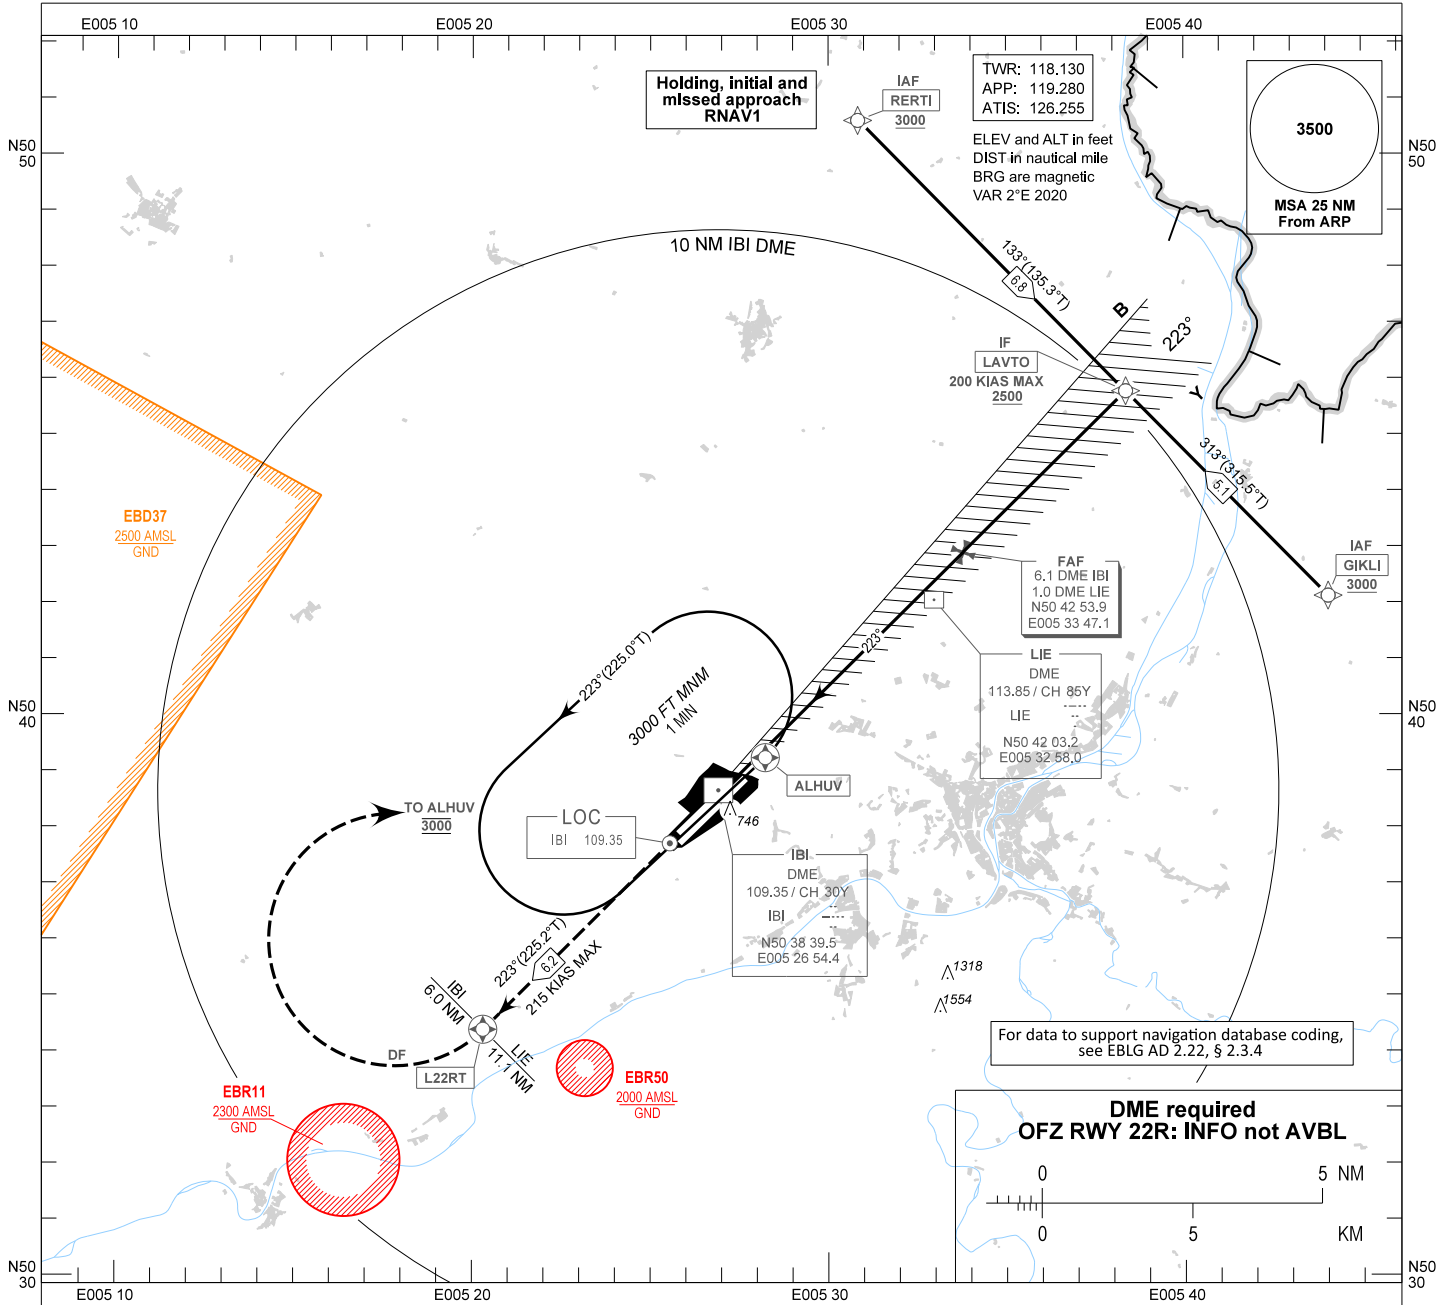 E005 10
E005 20
E005 30
E005 40
N50
50
N50
50
Holding, initial and
missed approach
RNAV1
IAF
RERTI
3000
TWR: 118.130
APP: 119.280
ATIS: 126.255
ELEV and ALT in feet
DIST in nautical mile
BRG are magnetic
VAR 2°E 2020
3500
MSA 25 NM
From ARP
10 NM IBI DME
133°(135.3°T)
6.8
B
223°
Y
IF
LAVTO
200 KIAS MAX
2500
313°(315.5°T)
5.1
IAF
GIKLI
3000
EBD37
2500 AMSL
GND
FAF
6.1 DME IBI
1.0 DME LIE
N50 42 53.9
E005 33 47.1
223°
LIE
DME
113.85 / CH 85Y
LIE
N50 42 03.2
E005 32 58.0
223°(225.0°T)
3000 FT MNM
1 MIN
N50
40
N50
40
ALHUV
TO ALHUV
3000
LOC
IBI 109.35
746
IBI
DME
109.35 / CH 30Y
IBI
N50 38 39.5
E005 26 54.4
223°(225.2°T)
6.2
215 KIAS MAX
IBI
6.0 NM
LIE
11.1 NM
DF
L22RT
1318
1554
For data to support navigation database coding,
see EBLG AD 2.22, § 2.3.4
EBR11
2300 AMSL
GND
EBR50
2000 AMSL
GND
DME required
OFZ RWY 22R: INFO not AVBL
0 5 NM
0 5 KM
N50
30
N50
30
E005 10
E005 20
E005 30
E005 40